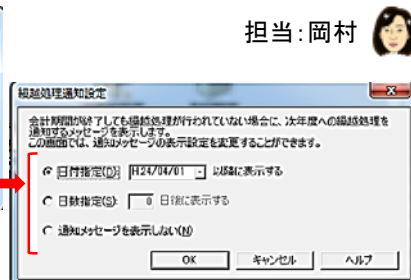 担当:岡村
繰越処理通知設定
会計期間が終了しても繰越処理が行われていない場合に、次年度への繰越処理を
通知するメッセージを表示します。
この画面では、通知メッセージの表示設定を変更することができます。
日付指定(D): H24/04/01 以降に表示する
日数指定(S): 0 日後に表示する
通知メッセージを表示しない(N)
OK キャンセル ヘルプ